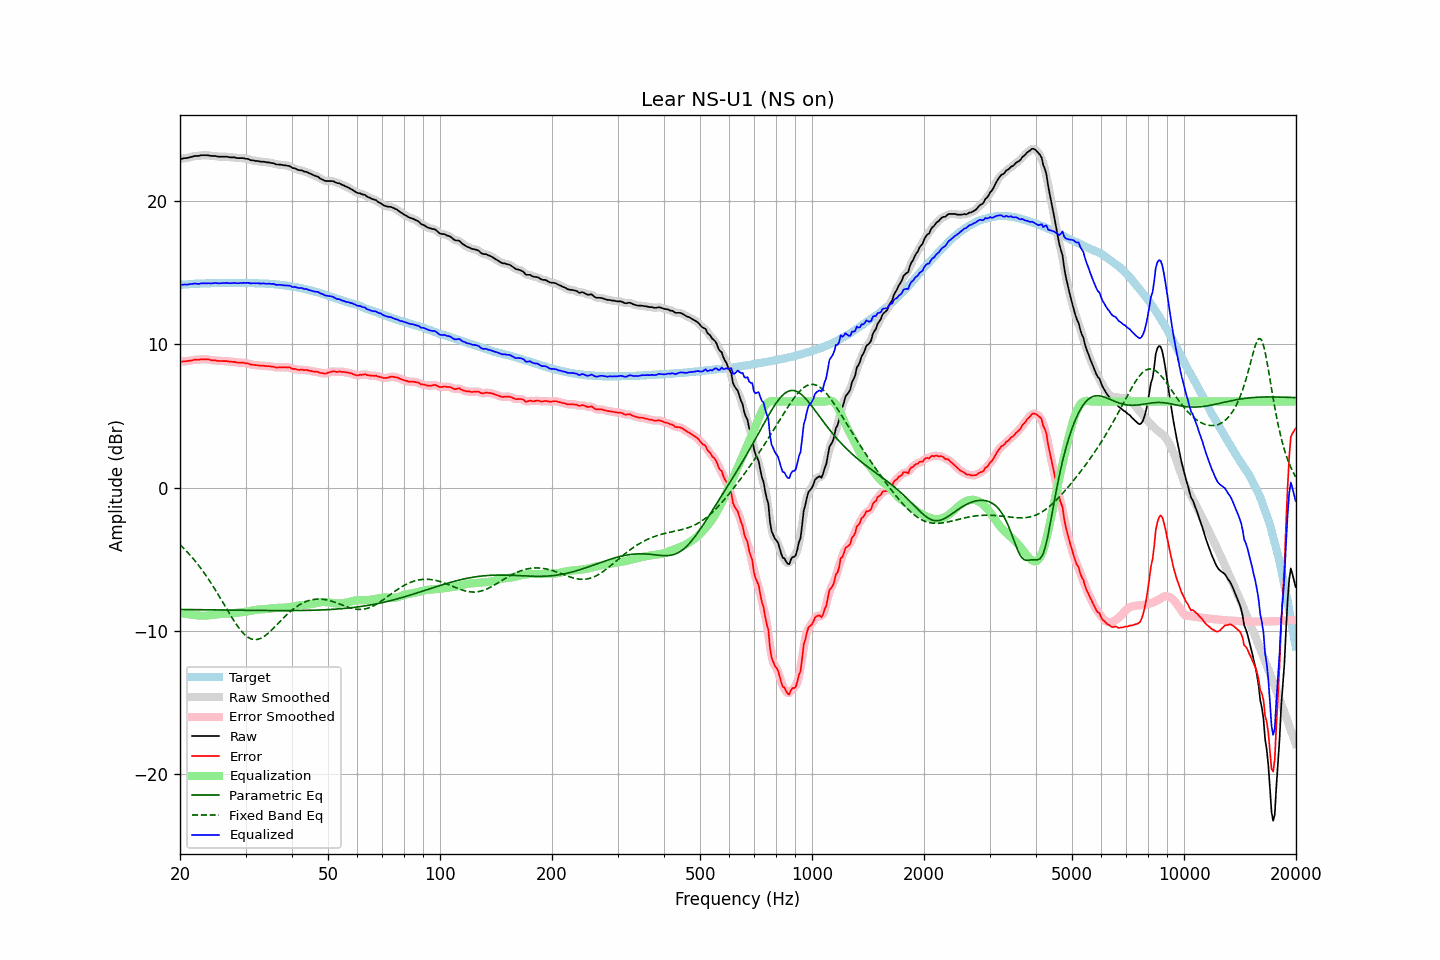 Lear NS-U1 (NS on)
Amplitude (dBr)
20
10
0
−10
−20
Target
Raw Smoothed
Error Smoothed
Raw
Error
Equalization
Parametric Eq
Fixed Band Eq
Equalized
20 50 100 200 500 1000 2000 5000 10000 20000
Frequency (Hz)